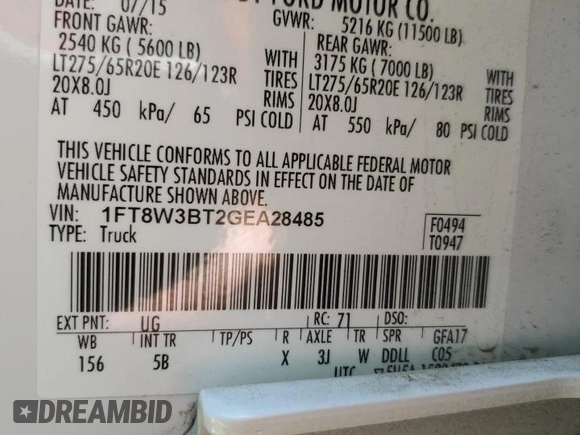 DATE: 07/15
FORD MOTOR CO.
GVWR: 5216 KG (11500 LB)
FRONT GAWR:
2540 KG ( 5600 LB)
REAR GAWR:
3175 KG ( 7000 LB)
LT275/65R20E 126/123R TIRES
LT275/65R20E 126/123R TIRES
20X8.0J RIMS
20X8.0J RIMS
AT 450 kPa/ 65 PSI COLD
AT 550 kPa/ 80 PSI COLD
THIS VEHICLE CONFORMS TO ALL APPLICABLE FEDERAL MOTOR
VEHICLE SAFETY STANDARDS IN EFFECT ON THE DATE OF
MANUFACTURE SHOWN ABOVE.
VIN: 1FT8W3BT2GEA28485
TYPE: Truck
F0494
T0947
EXT PNT: UG RC: 71 DSO:
WB INT TR TP/PS R AXLE TR SPR GFA17
156 5B X 3J W DDLL C05
UTC
DREAMBID